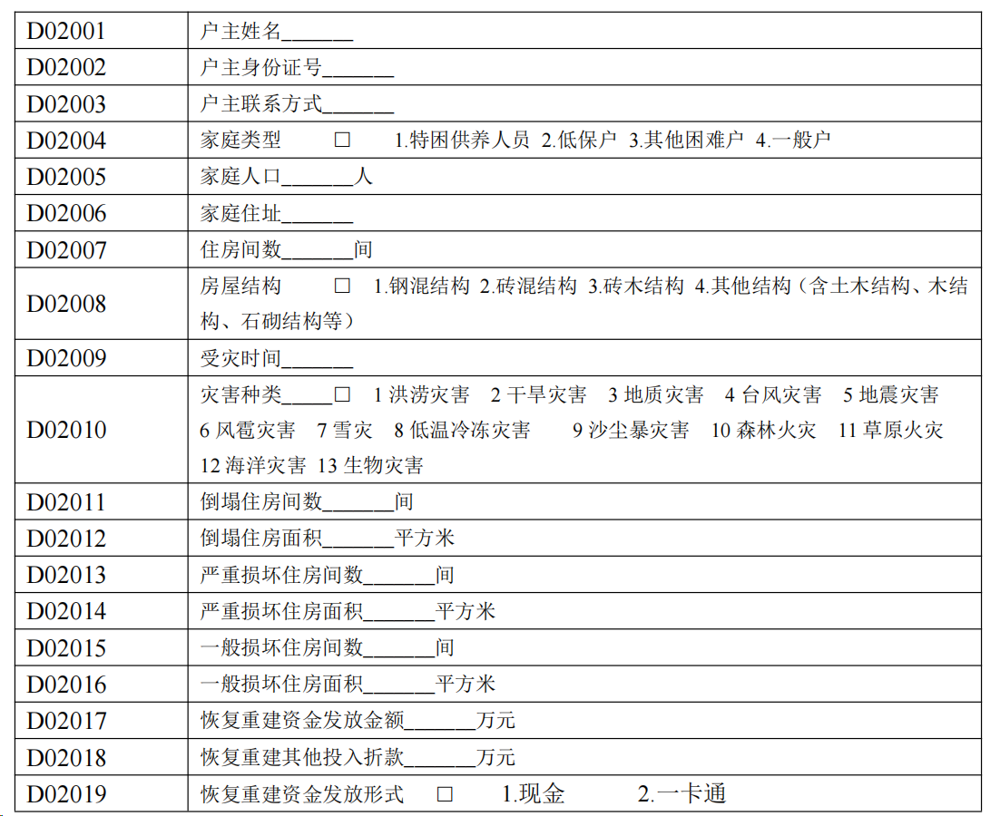 D02001 户主姓名_______
D02002 户主身份证号_______
D02003 户主联系方式_______
D02004 家庭类型 □ 1.特困供养人员 2.低保户 3.其他困难户 4.一般户
D02005 家庭人口_______人
D02006 家庭住址_______
D02007 住房间数_______间
D02008 房屋结构 □ 1.钢混结构 2.砖混结构 3.砖木结构 4.其他结构（含土木结构、木结
构、石砌结构等）
D02009 受灾时间_______
D02010 灾害种类_____□ 1 洪涝灾害 2 干旱灾害 3 地质灾害 4 台风灾害 5 地震灾害
6 风雹灾害 7 雪灾 8 低温冷冻灾害 9 沙尘暴灾害 10 森林火灾 11 草原火灾
12 海洋灾害 13 生物灾害
D02011 倒塌住房间数_______间
D02012 倒塌住房面积_______平方米
D02013 严重损坏住房间数_______间
D02014 严重损坏住房面积_______平方米
D02015 一般损坏住房间数_______间
D02016 一般损坏住房面积_______平方米
D02017 恢复重建资金发放金额_______万元
D02018 恢复重建其他投入折款_______万元
D02019 恢复重建资金发放形式 □ 1.现金 2.一卡通